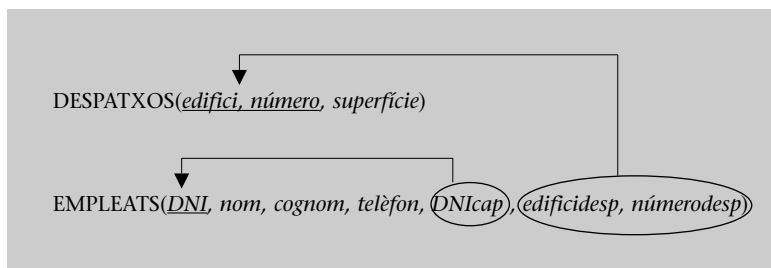 DESPATXOS(edifici, número, superfície)
EMPLEATS(DNI, nom, cognom, telèfon, DNIcap, edificidesp, númerodesp)